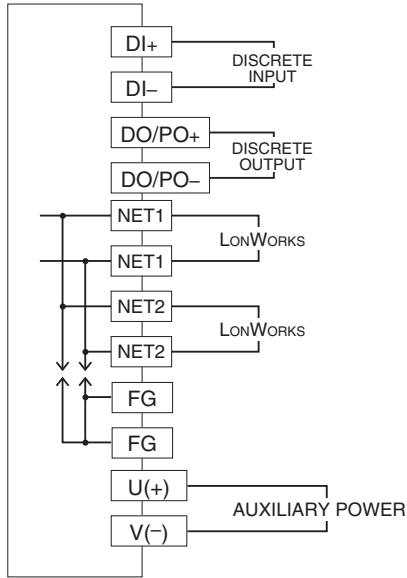 DI+
DISCRETE
INPUT
DI–
DO/PO+
DISCRETE
OUTPUT
DO/PO–
NET1
LONWORKS
NET1
NET2
LONWORKS
NET2
FG
FG
U(+)
AUXILIARY POWER
V(–)